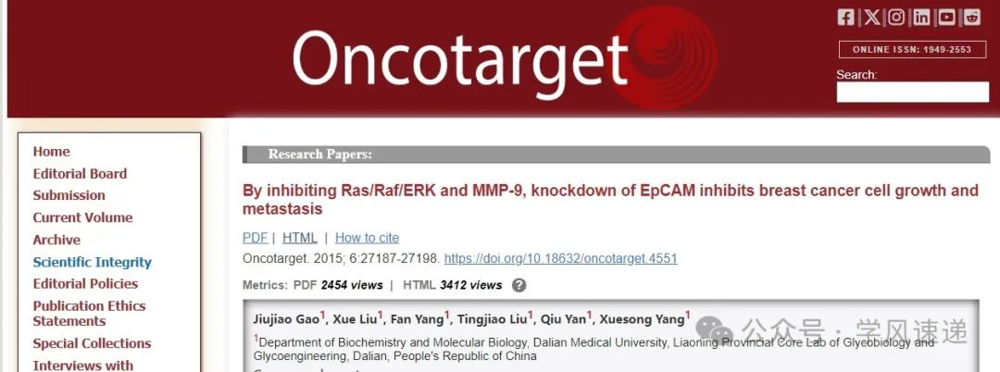 Oncotarget
ONLINE ISSN: 1949-2553
Search:
Home
Editorial Board
Submission
Current Volume
Archive
Scientific Integrity
Editorial Policies
Publication Ethics
Statements
Special Collections
Interviews with
Research Papers:
By inhibiting Ras/Raf/ERK and MMP-9, knockdown of EpCAM inhibits breast cancer cell growth and
metastasis
PDF | HTML | How to cite
Oncotarget. 2015; 6:27187-27198. https://doi.org/10.18632/oncotarget.4551
Metrics: PDF 2454 views | HTML 3412 views ?
Jiujiao Gao1, Xue Liu1, Fan Yang1, Tingjiao Liu1, Qiu Yan1, Xuesong Yang1
1Department of Biochemistry and Molecular Biology, Dalian Medical University, Liaoning Provincial Core Lab of Glycobiology and
Glycoengineering, Dalian, People's Republic of China
公众号 · 学风速递